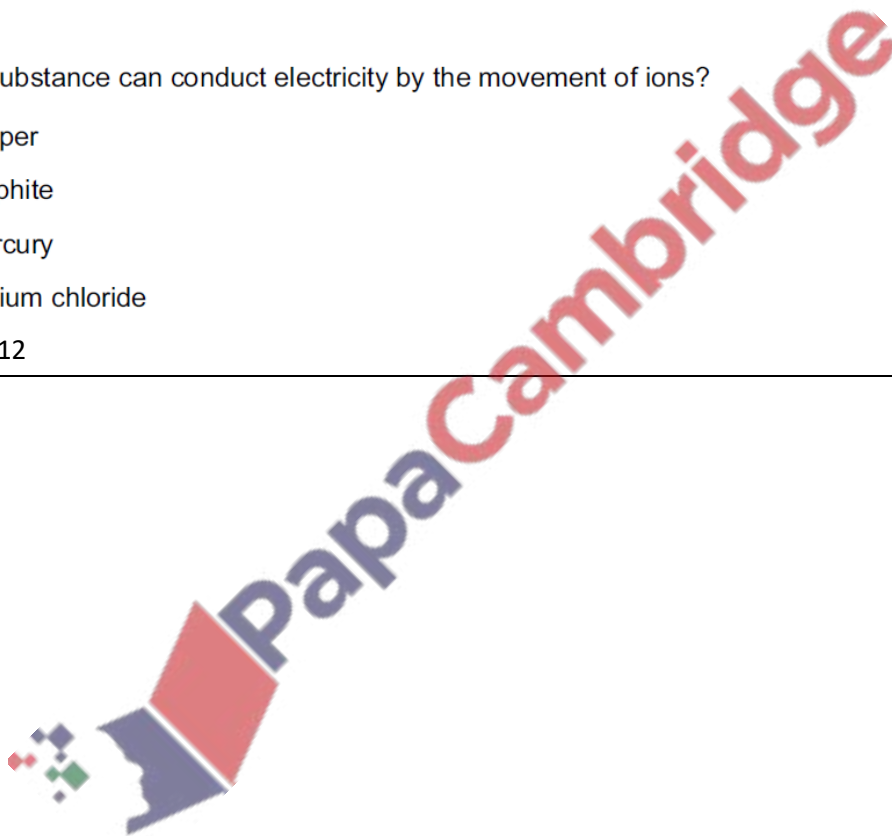 ubstance can conduct electricity by the movement of ions?
per
phite
rcury
ium chloride
12
PapaCambridge